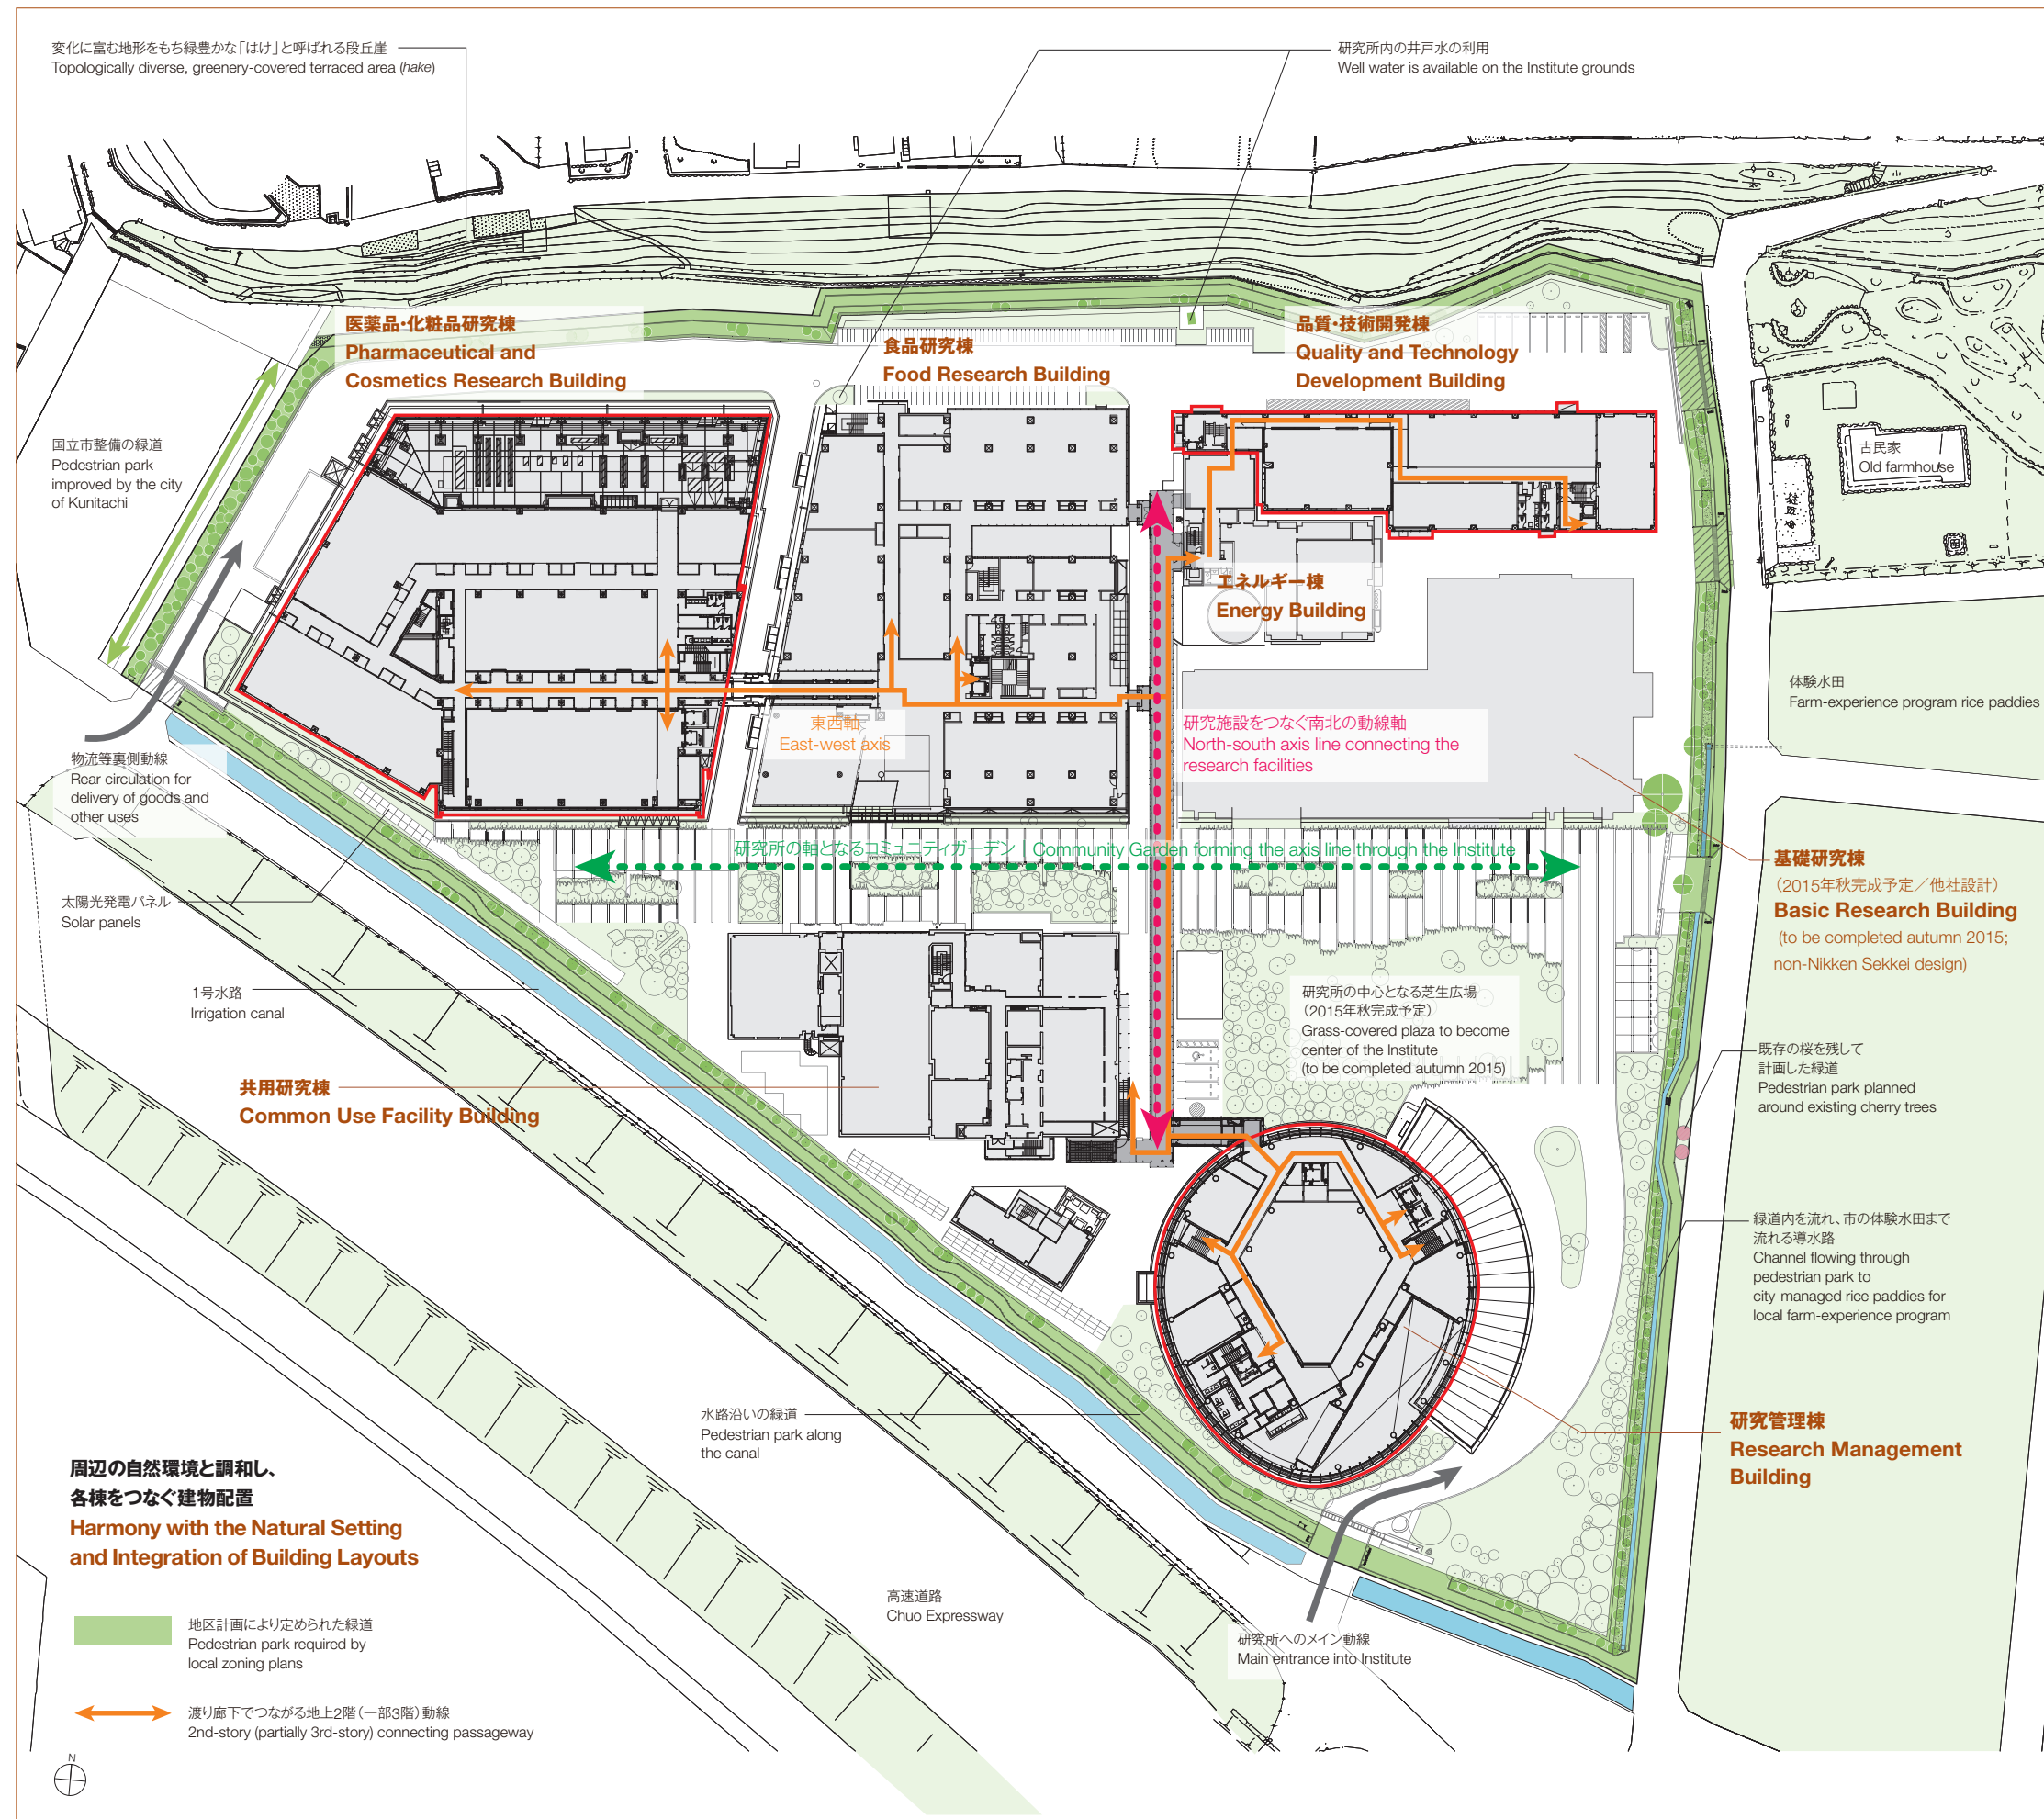 変化に富む地形をもち緑豊かな「はけ」と呼ばれる段丘崖
Topologically diverse, greenery-covered terraced area (hake)
研究所内の井戸水の利用
Well water is available on the Institute grounds
医薬品・化粧品研究棟
Pharmaceutical and
Cosmetics Research Building
食品研究棟
Food Research Building
品質・技術開発棟
Quality and Technology
Development Building
国立市整備の緑道
Pedestrian park
improved by the city
of Kunitachi
古民家
Old farmhouse
エネルギー棟
Energy Building
体験水田
Farm-experience program rice paddies
東西軸
East-west axis
研究施設をつなぐ南北の動線軸
North-south axis line connecting the
research facilities
物流等裏側動線
Rear circulation for
delivery of goods and
other uses
研究所の軸となるコミュニティガーデン | Community Garden forming the axis line through the Institute
基礎研究棟
(2015年秋完成予定/他社設計)
Basic Research Building
(to be completed autumn 2015;
non-Nikken Sekkei design)
太陽光発電パネル
Solar panels
1号水路
Irrigation canal
研究所の中心となる芝生広場
(2015年秋完成予定)
Grass-covered plaza to become
center of the Institute
(to be completed autumn 2015)
既存の桜を残して
計画した緑道
Pedestrian park planned
around existing cherry trees
共用研究棟
Common Use Facility Building
緑道内を流れ、市の体験水田まで
流れる導水路
Channel flowing through
pedestrian park to
city-managed rice paddies for
local farm-experience program
水路沿いの緑道
Pedestrian park along
the canal
研究管理棟
Research Management
Building
周辺の自然環境と調和し、
各棟をつなぐ建物配置
Harmony with the Natural Setting
and Integration of Building Layouts
高速道路
Chuo Expressway
地区計画により定められた緑道
Pedestrian park required by
local zoning plans
研究所へのメイン動線
Main entrance into Institute
渡り廊下でつながる地上2階(一部3階)動線
2nd-story (partially 3rd-story) connecting passageway
N